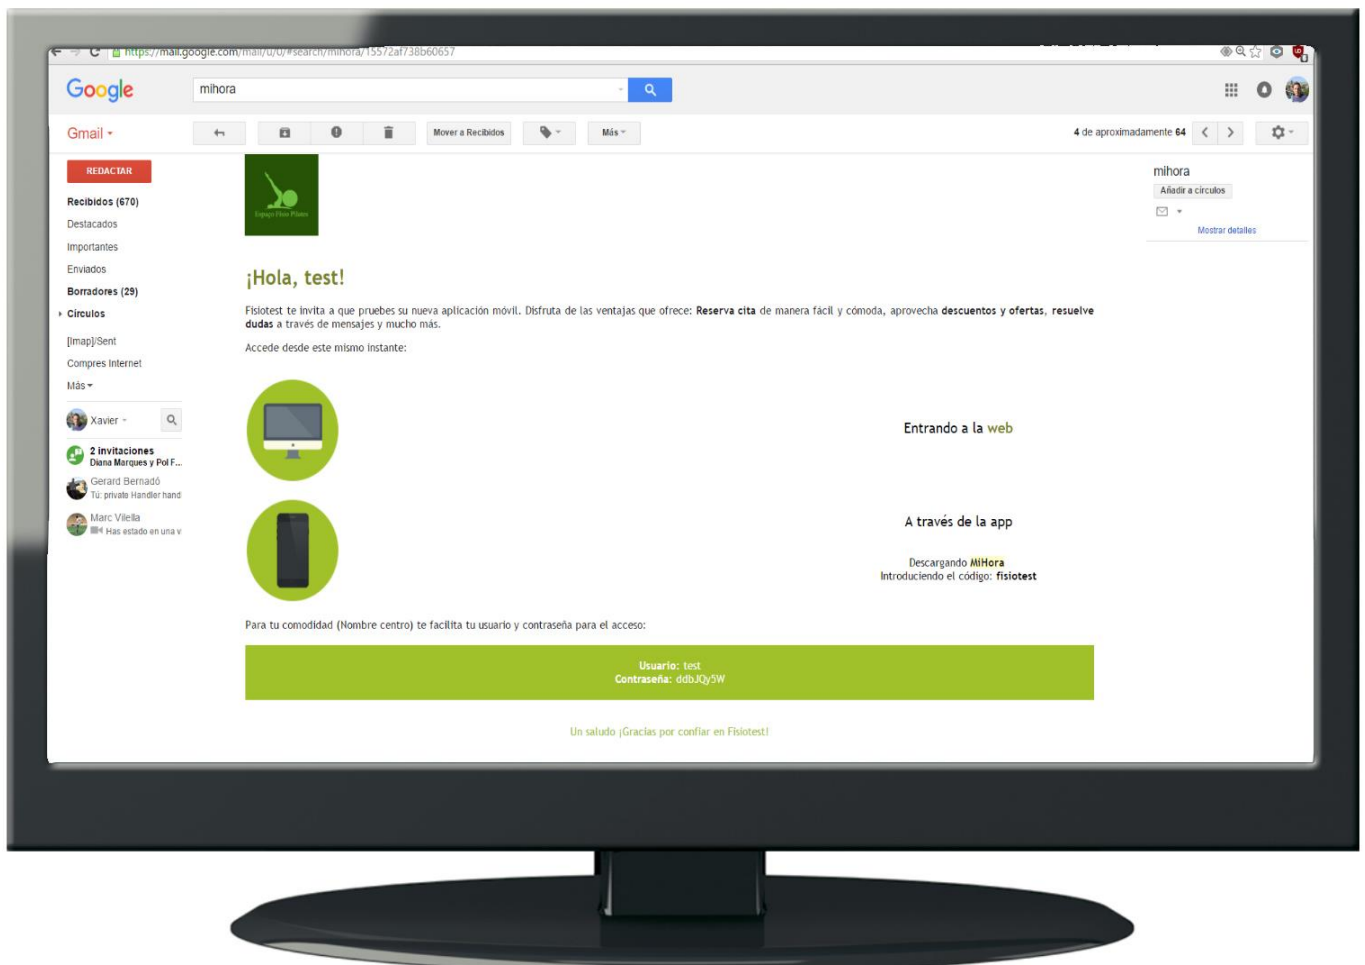 https://mail.google.com/mail/u/0/#search/mihora/15572af738b60657
Google
mihora
Gmail
Mover a Recibidos
Más
4 de aproximadamente 64
REDACTAR
Recibidos (670)
Destacados
Importantes
Enviados
Borradores (29)
Círculos
[Imap]/Sent
Compres Internet
Más
Xavier
2 invitaciones
Diana Marques y Pol F...
Gerard Bernadó
Tú: private Handler hand
Marc Vilella
Has estado en una v
Espaço Fluir Pilates
¡Hola, test!
Fisiotest te invita a que pruebes su nueva aplicación móvil. Disfruta de las ventajas que ofrece: Reserva cita de manera fácil y cómoda, aprovecha descuentos y ofertas, resuelve
dudas a través de mensajes y mucho más.
Accede desde este mismo instante:
Entrando a la web
A través de la app
Descargando MiHora
Introduciendo el código: fisiotest
Para tu comodidad (Nombre centro) te facilita tu usuario y contraseña para el acceso:
Usuario: test
Contraseña: ddbJQy5W
Un saludo ¡Gracias por confiar en Fisiotest!
mihora
Añadir a círculos
Mostrar detalles